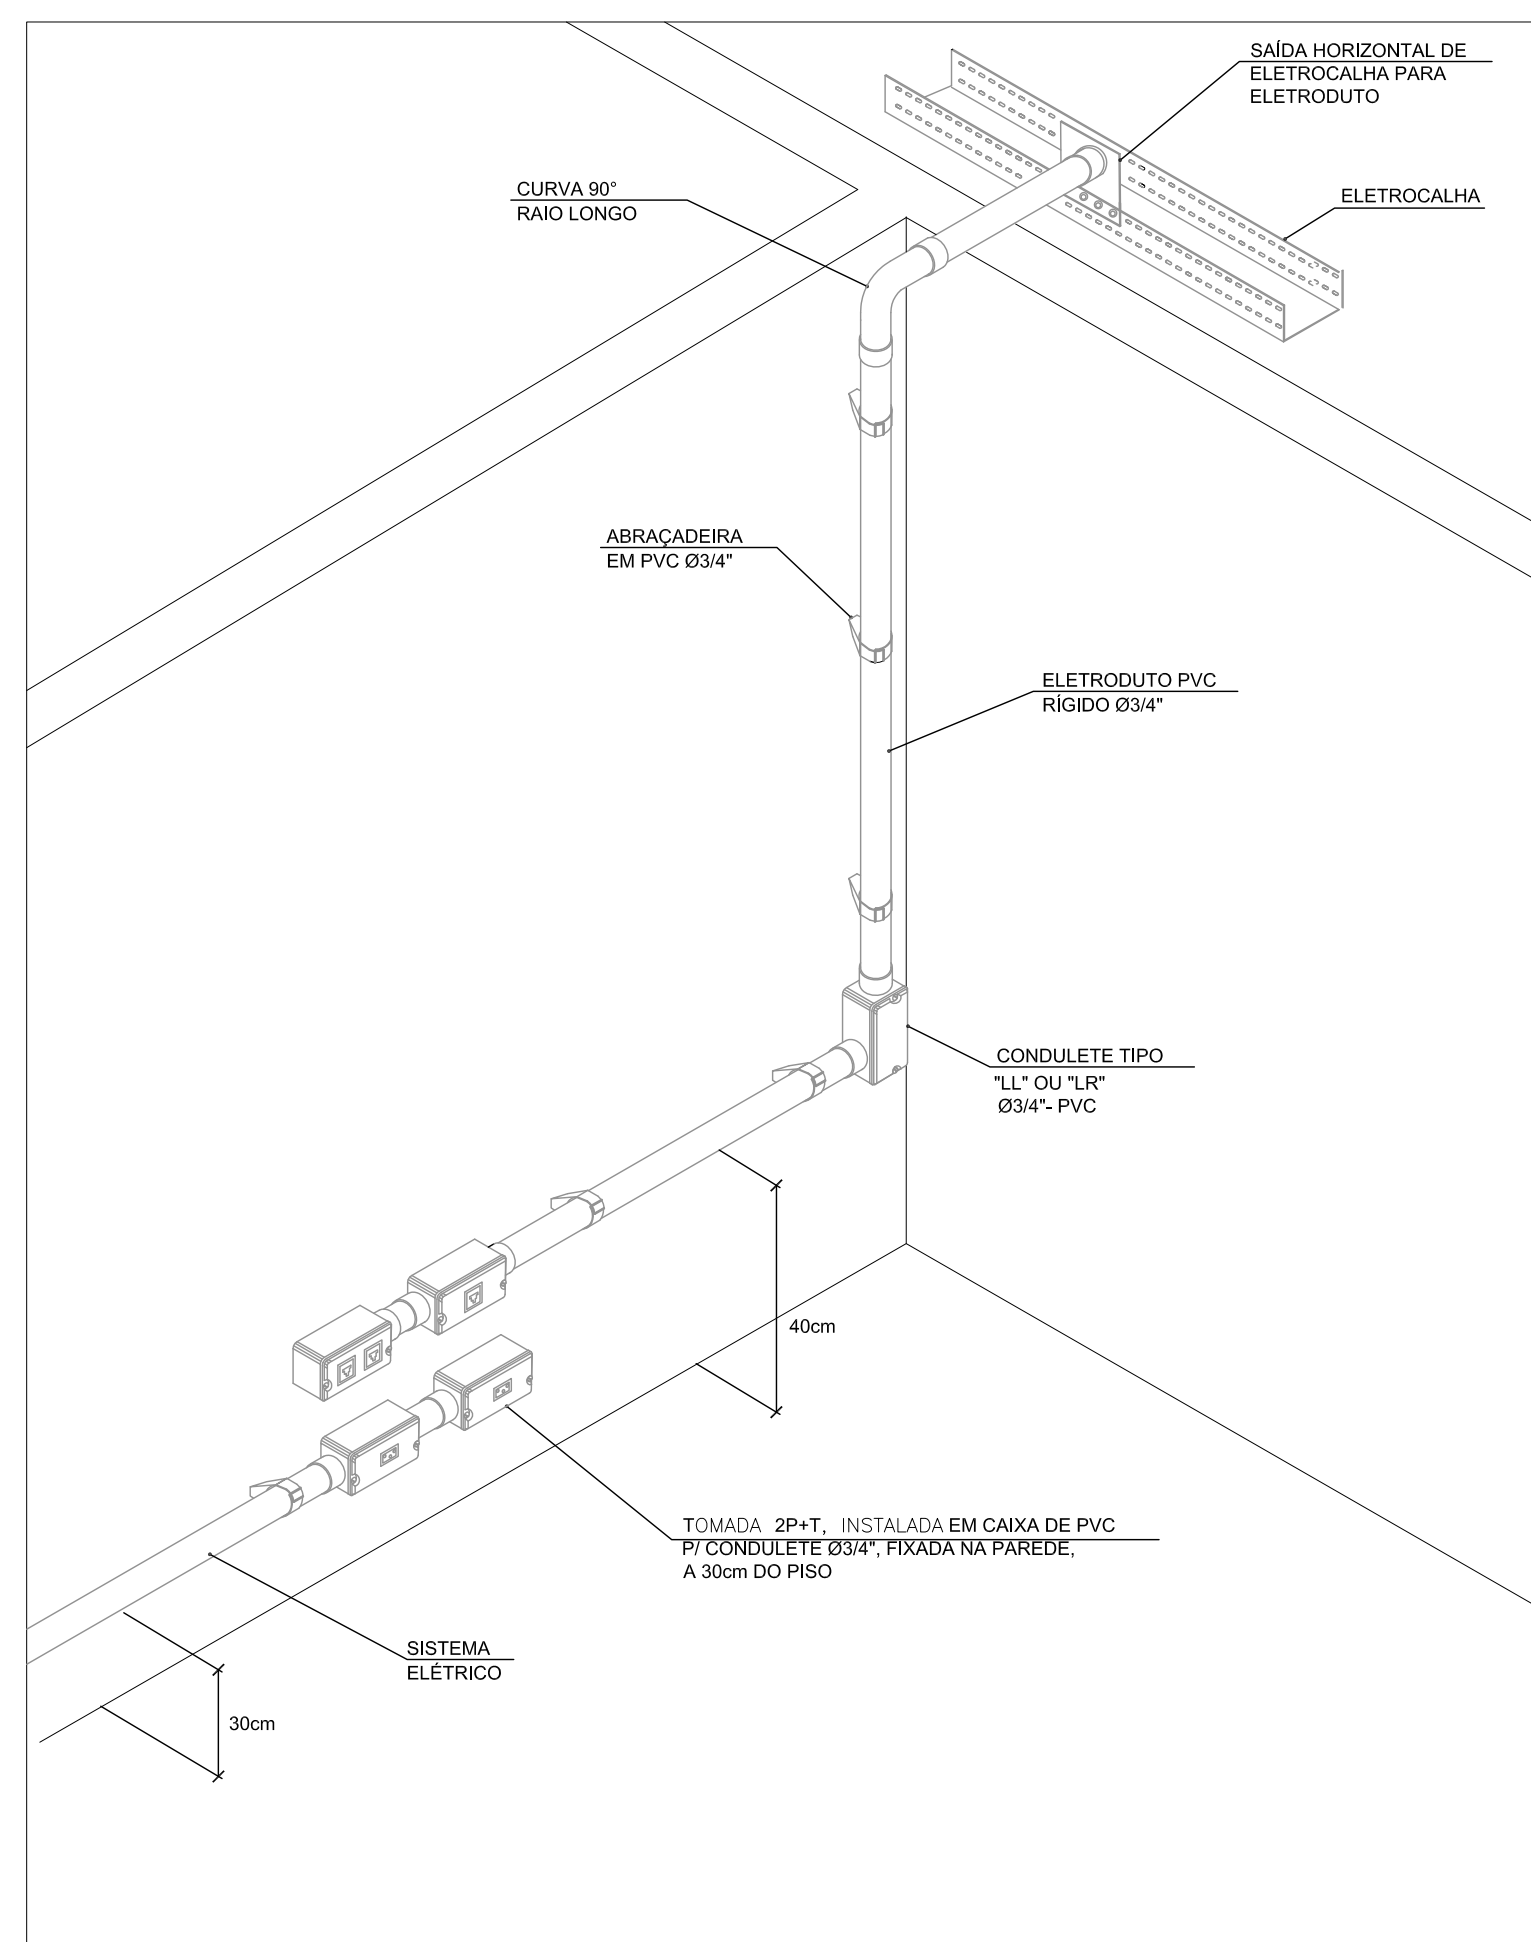 SAÍDA HORIZONTAL DE
ELETROCALHA PARA
ELETRODUTO
CURVA 90°
RAIO LONGO
ELETROCALHA
ABRAÇADEIRA
EM PVC Ø3/4"
ELETRODUTO PVC
RÍGIDO Ø3/4"
CONDULETE TIPO
"LL" OU "LR"
Ø3/4"- PVC
40cm
TOMADA 2P+T, INSTALADA EM CAIXA DE PVC
P/ CONDULETE Ø3/4", FIXADA NA PAREDE,
A 30cm DO PISO
SISTEMA
ELÉTRICO
30cm